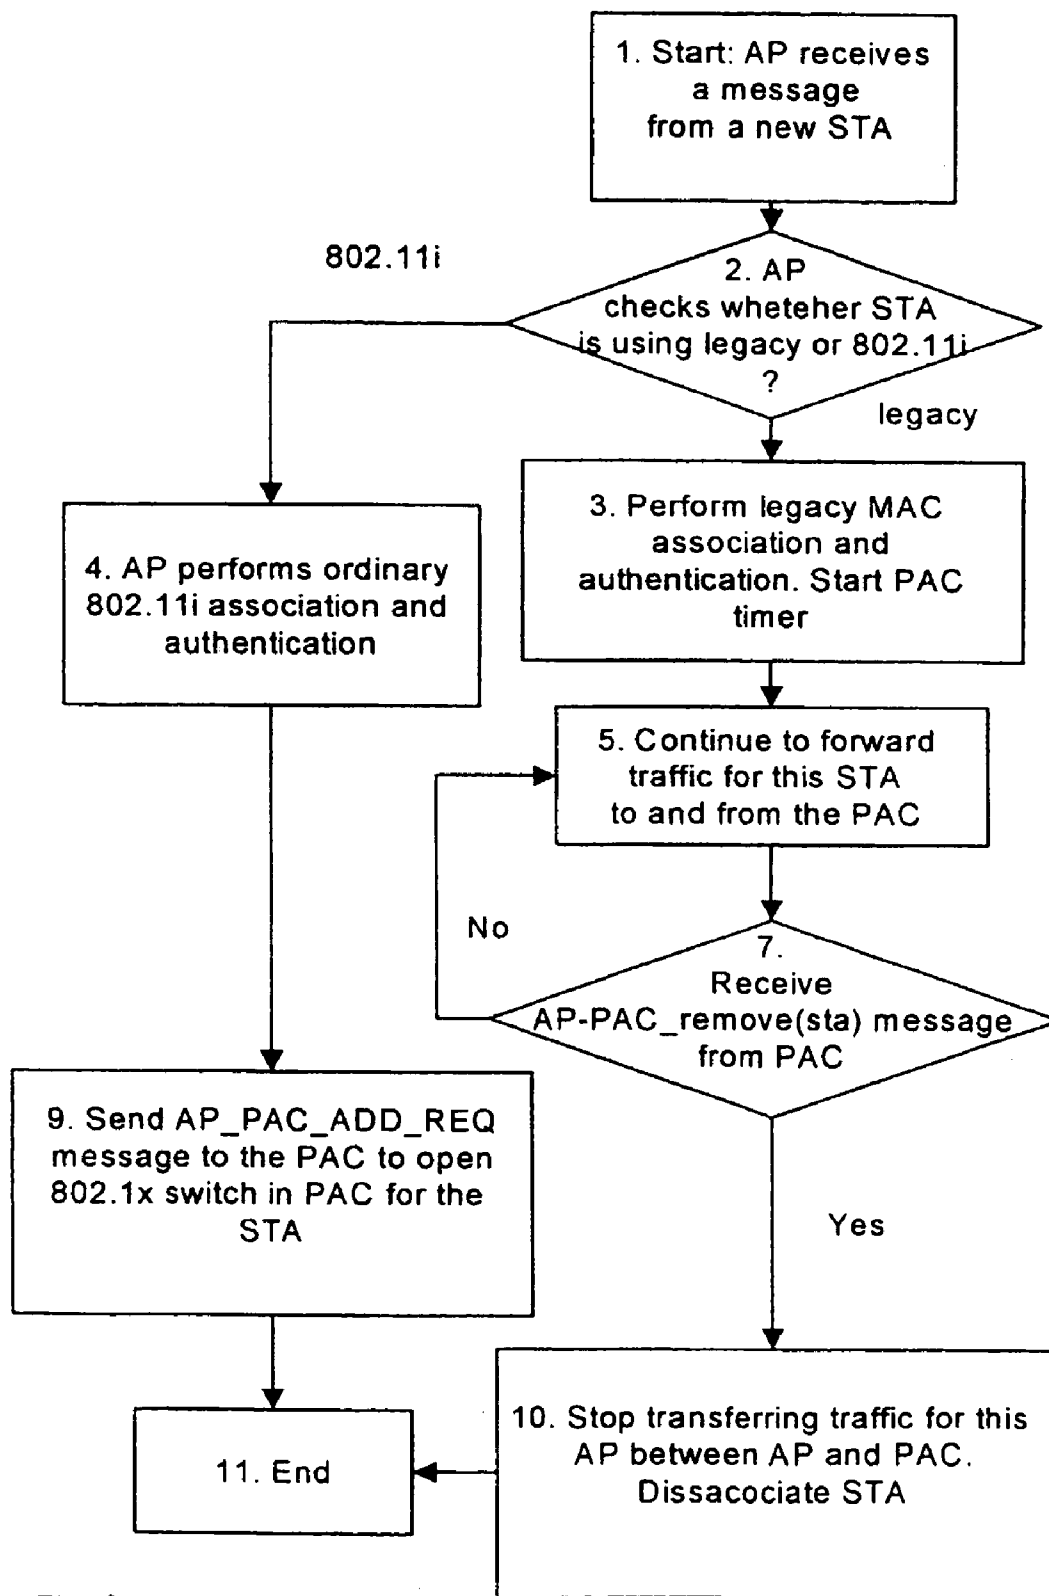 1. Start: AP receives
a message
from a new STA
802.11i
2. AP
checks wheteher STA
is using legacy or 802.11i
?
legacy
3. Perform legacy MAC
association and
authentication. Start PAC
timer
4. AP performs ordinary
802.11i association and
authentication
5. Continue to forward
traffic for this STA
to and from the PAC
No
7.
Receive
AP-PAC_remove(sta) message
from PAC
9. Send AP_PAC_ADD_REQ
message to the PAC to open
802.1x switch in PAC for the
STA
Yes
10. Stop transferring traffic for this
AP between AP and PAC.
Dissacociate STA
11. End